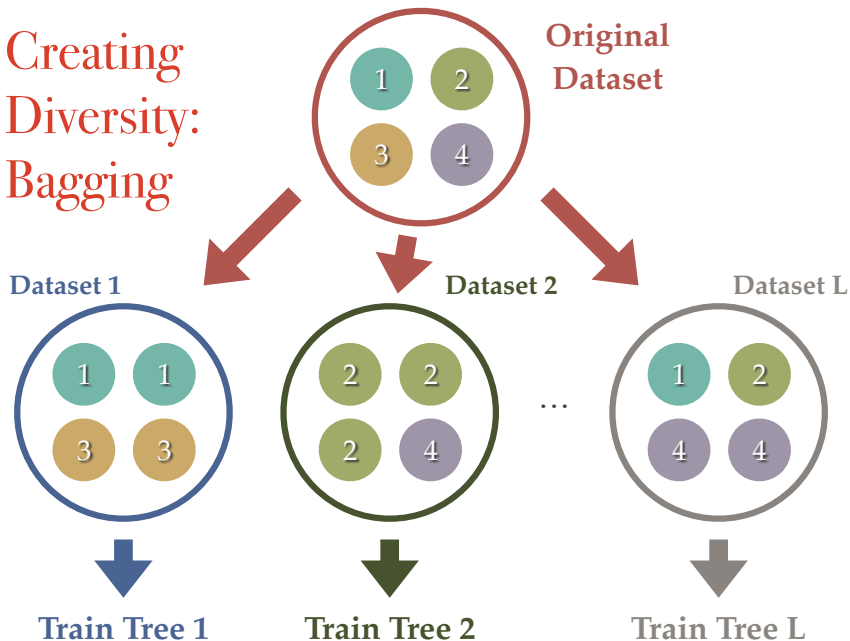 Creating
Diversity:
Bagging
Original
Dataset
1 2
3 4
Dataset 1
Dataset 2
Dataset L
1 1
3 3
2 2
2 4
...
1 2
4 4
Train Tree 1
Train Tree 2
Train Tree L